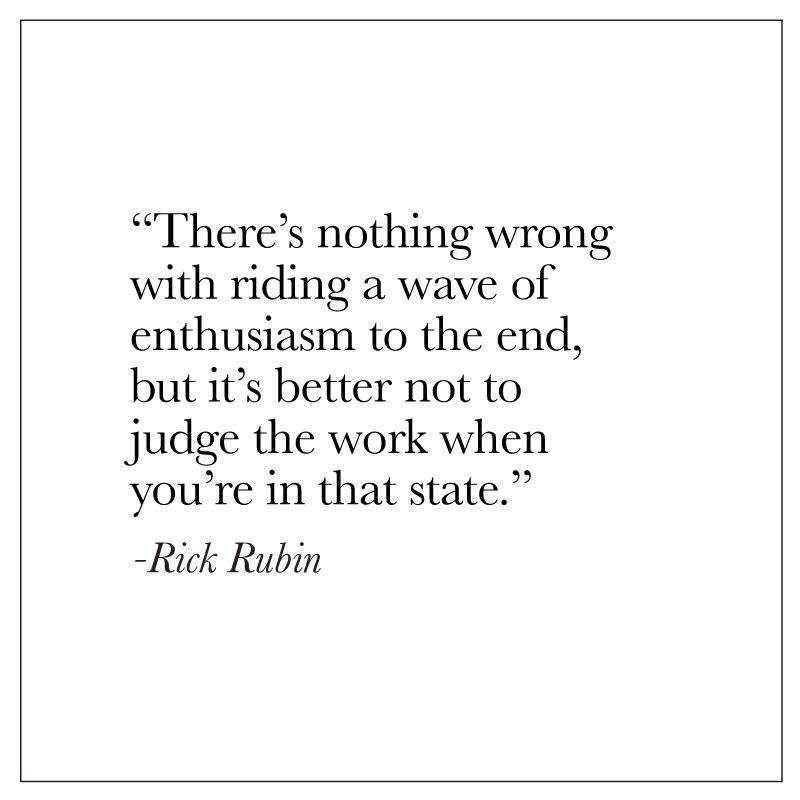 “There’s nothing wrong
with riding a wave of
enthusiasm to the end,
but it’s better not to
judge the work when
you’re in that state.”
-Rick Rubin